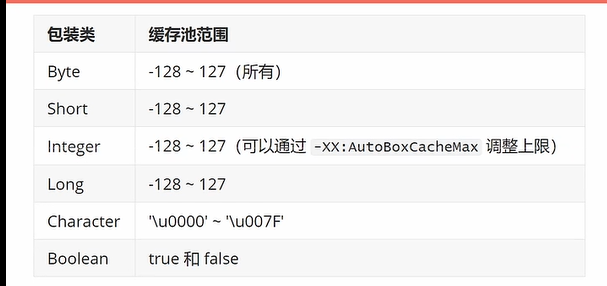 包装类 缓存池范围
Byte -128 ~ 127（所有）
Short -128 ~ 127
Integer -128 ~ 127（可以通过 -XX:AutoBoxCacheMax 调整上限）
Long -128 ~ 127
Character '\u0000' ~ '\u007F'
Boolean true 和 false